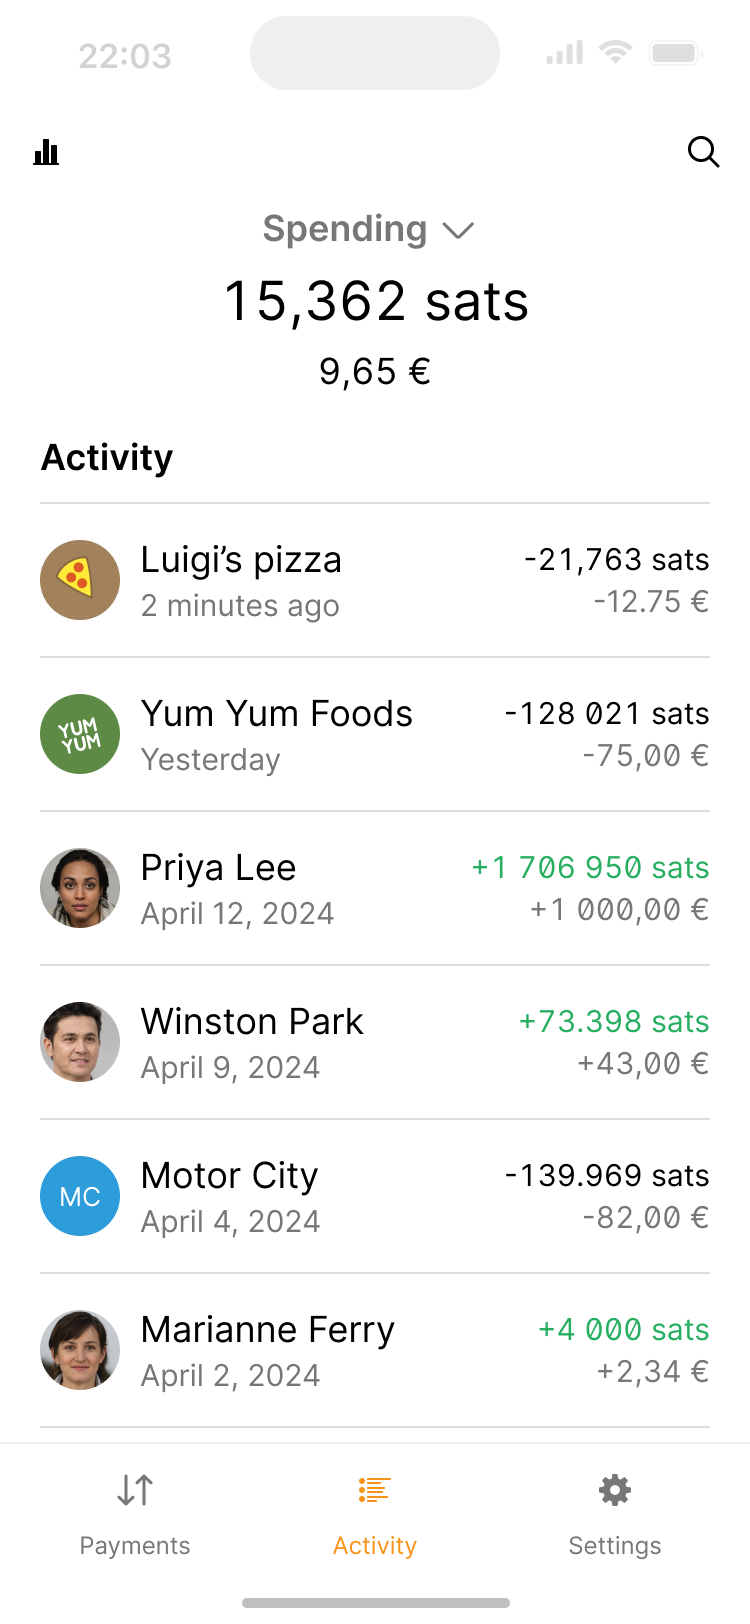 22:03
Spending
15,362 sats
9,65 €
Activity
Luigi’s pizza
-21,763 sats
2 minutes ago
-12.75 €
YUM
YUM
Yum Yum Foods
-128 021 sats
Yesterday
-75,00 €
Priya Lee
+1 706 950 sats
April 12, 2024
+1 000,00 €
Winston Park
+73.398 sats
April 9, 2024
+43,00 €
MC
Motor City
-139.969 sats
April 4, 2024
-82,00 €
Marianne Ferry
+4 000 sats
April 2, 2024
+2,34 €
Payments
Activity
Settings